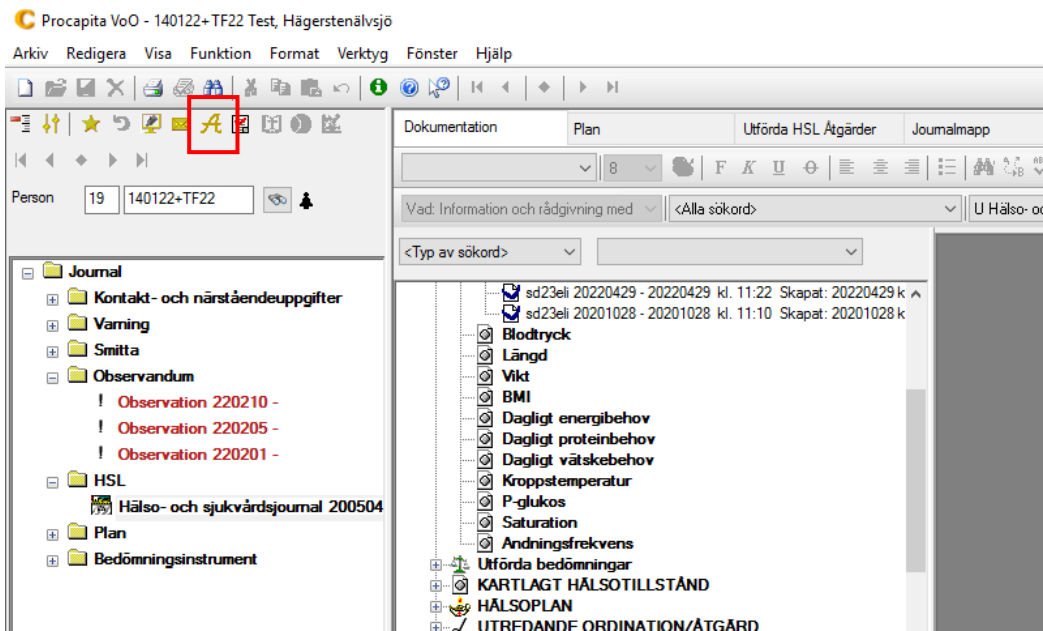 Procapita VoO - 140122+TF22 Test, Hägerstenälvsjö
Arkiv Redigera Visa Funktion Format Verktyg Fönster Hjälp
Dokumentation Plan Utförda HSL Åtgärder Journalmapp
8 F K U
Person 19 140122+TF22
Vad: Information och rådgivning med <Alla sökord> U Hälso- oc
<Typ av sökord>
Journal
Kontakt- och närståendeuppgifter
Varning
Smitta
Observandum
! Observation 220210 -
! Observation 220205 -
! Observation 220201 -
HSL
Hälso- och sjukvårdsjournal 200504
Plan
Bedömningsinstrument
sd23eli 20220429 - 20220429 kl. 11:22 Skapat: 20220429 k
sd23eli 20201028 - 20201028 kl. 11:10 Skapat: 20201028 k
Blodtryck
Längd
Vikt
BMI
Dagligt energibehov
Dagligt proteinbehov
Dagligt vätskebehov
Kroppstemperatur
P-glukos
Saturation
Andningsfrekvens
Utförda bedömningar
KARTLAGT HÄLSOTILLSTÅND
HÄLSOPLAN
UTREDANDE ORDINATION/ÅTGÄRD